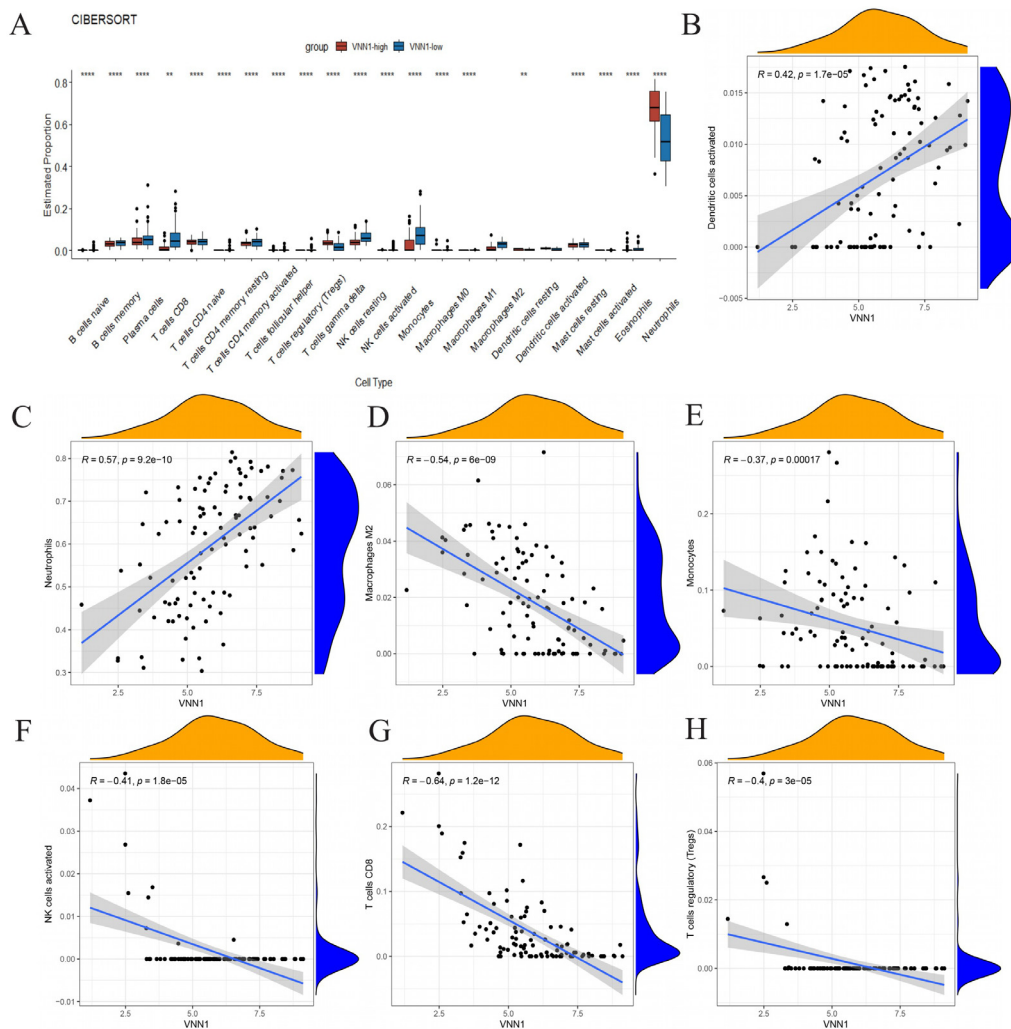 A
CIBERSORT
group VNN1-high VNN1-low
**** **** **** ** **** **** **** **** **** **** **** **** **** **** **** ** **** **** **** ****
Estimated Proportion
0.8
0.6
0.4
0.2
0.0
B cells naive
B cells memory
Plasma cells
T cells CD8
T cells CD4 naive
T cells CD4 memory resting
T cells CD4 memory activated
T cells follicular helper
T cells regulatory (Tregs)
T cells gamma delta
NK cells resting
NK cells activated
Monocytes
Macrophages M0
Macrophages M1
Macrophages M2
Dendritic cells resting
Dendritic cells activated
Mast cells resting
Mast cells activated
Eosinophils
Neutrophils
Cell Type
B
R = 0.42, p = 1.7e-05
Dendritic cells activated
0.015
0.010
0.005
0.000
−0.005
2.5 5.0 7.5
VNN1
C
R = 0.57, p = 9.2e-10
Neutrophils
0.8
0.7
0.6
0.5
0.4
0.3
2.5 5.0 7.5
VNN1
D
R = −0.54, p = 6e-09
Macrophages M2
0.06
0.04
0.02
0.00
2.5 5.0 7.5
VNN1
E
R = −0.37, p = 0.00017
Monocytes
0.2
0.1
0.0
2.5 5.0 7.5
VNN1
F
R = −0.41, p = 1.8e-05
NK cells activated
0.04
0.03
0.02
0.01
0.00
−0.01
2.5 5.0 7.5
VNN1
G
R = −0.64, p = 1.2e-12
T cells CD8
0.2
0.1
0.0
2.5 5.0 7.5
VNN1
H
R = −0.4, p = 3e-05
T cells regulatory (Tregs)
0.06
0.04
0.02
0.00
2.5 5.0 7.5
VNN1